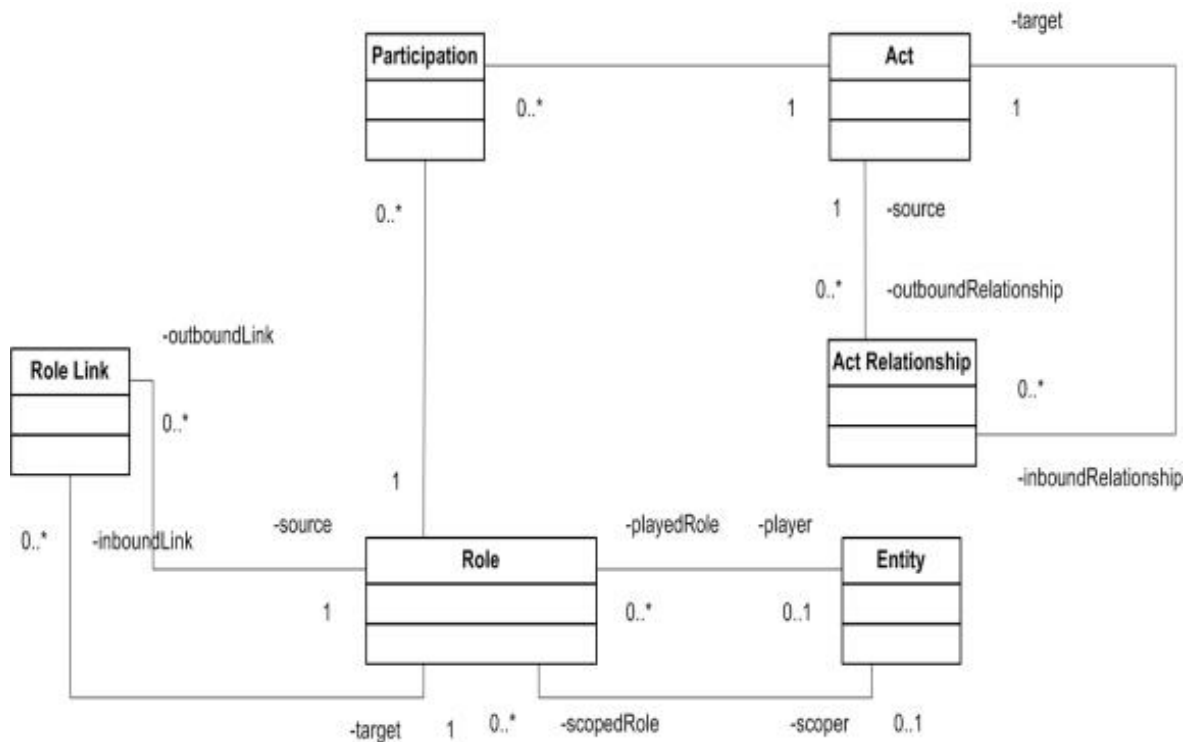 -target
Participation
Act
0..*
1
1
0..*
1
-source
0..*
-outboundRelationship
-outboundLink
Role Link
Act Relationship
0..*
0..*
1
-inboundRelationship
0..*
-inboundLink
-source
-playedRole
-player
Role
Entity
1
0..*
0..1
-target
1
0..*
-scopedRole
-scoper
0..1